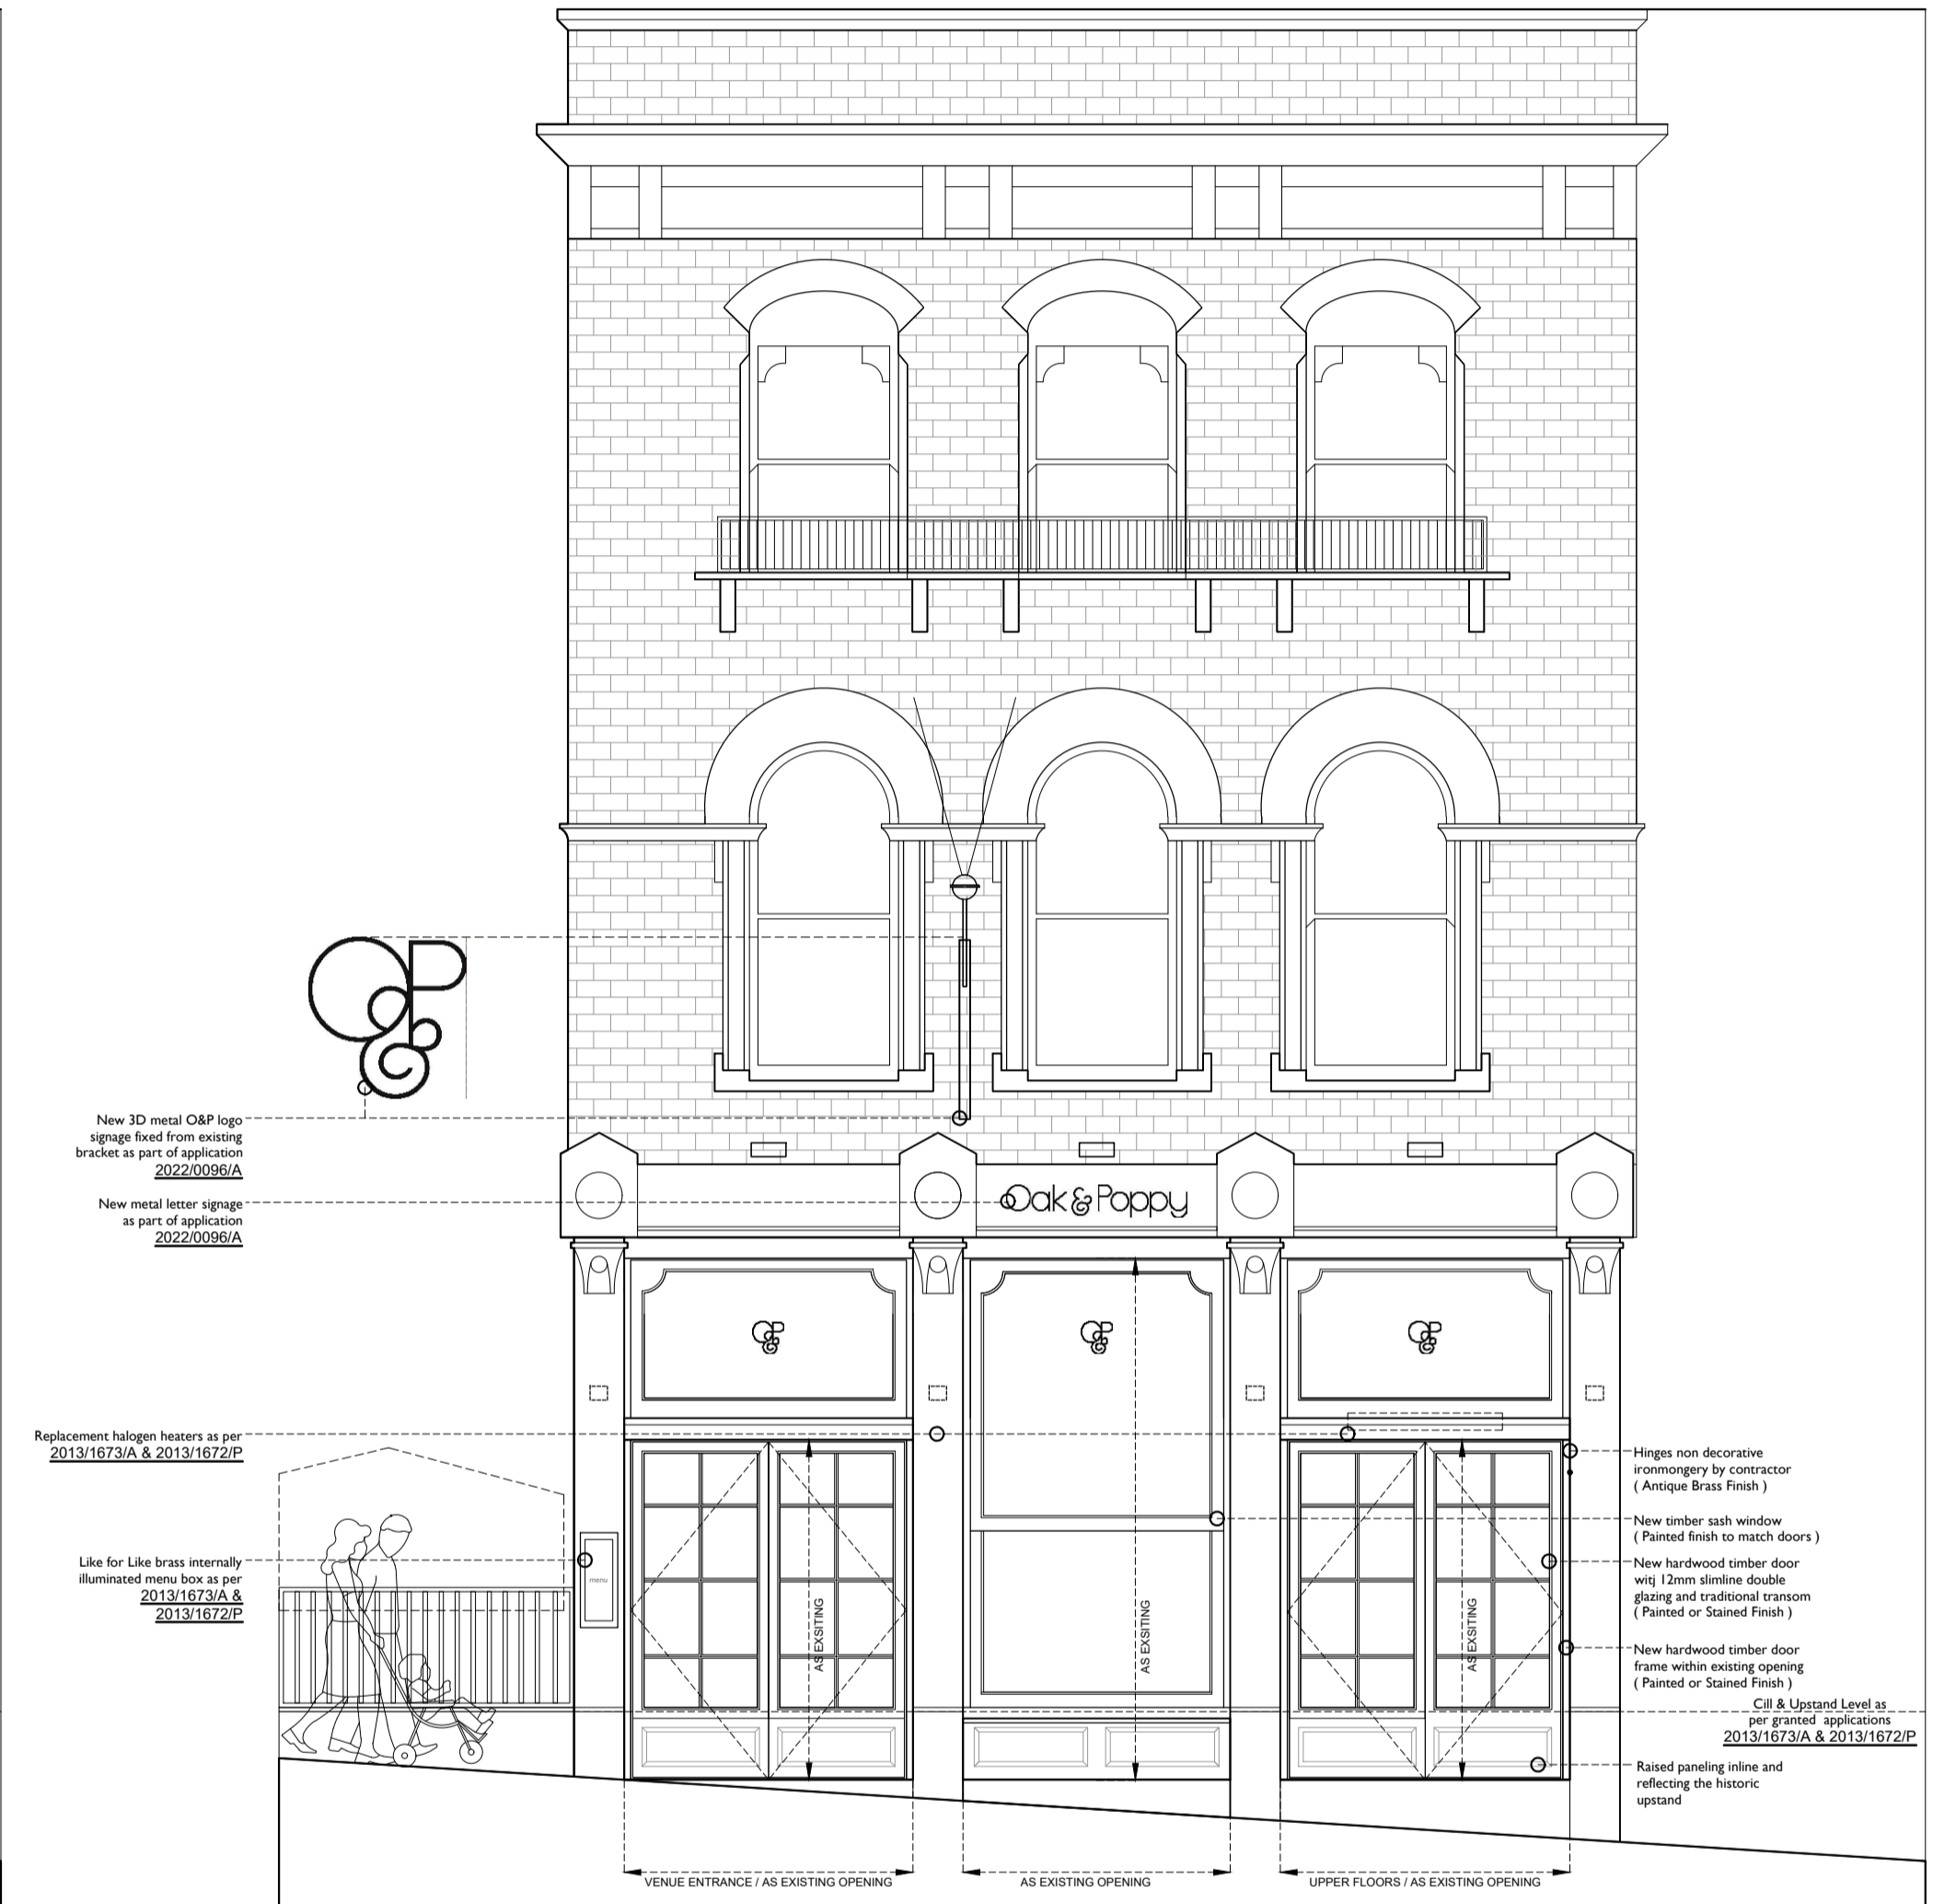 New 3D metal O&P logo
signage fixed from existing
bracket as part of application
2022/0096/A
New metal letter signage
as part of application
2022/0096/A
Oak & Poppy
Replacement halogen heaters as per
2013/1673/A & 2013/1672/P
Like for Like brass internally
illuminated menu box as per
2013/1673/A &
2013/1672/P
menu
AS EXSITING
AS EXSITING
AS EXSITING
Hinges non decorative
ironmongery by contractor
( Antique Brass Finish )
New timber sash window
( Painted finish to match doors )
New hardwood timber door
witj 12mm slimline double
glazing and traditional transom
( Painted or Stained Finish )
New hardwood timber door
frame within existing opening
( Painted or Stained Finish )
Cill & Upstand Level as
per granted applications
2013/1673/A & 2013/1672/P
Raised paneling inline and
reflecting the historic
upstand
VENUE ENTRANCE / AS EXISTING OPENING
AS EXISTING OPENING
UPPER FLOORS / AS EXISTING OPENING